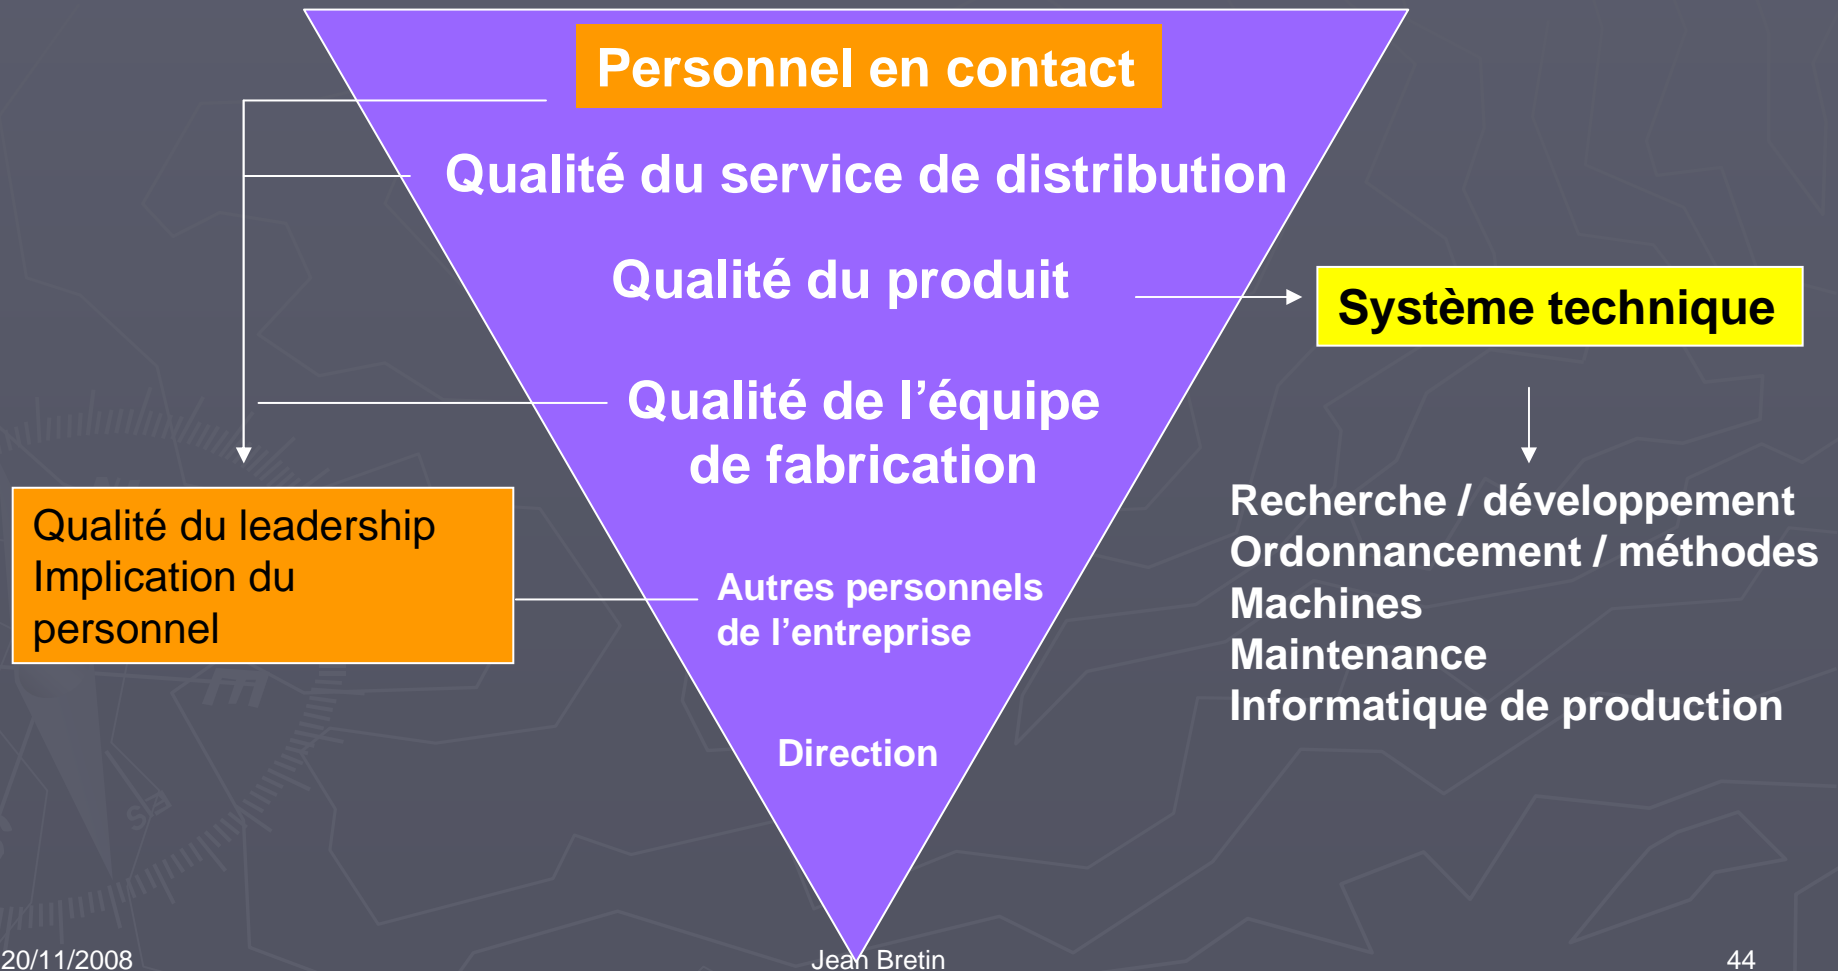 Personnel en contact
Qualité du service de distribution
Qualité du produit
Système technique
Qualité de l’équipe
de fabrication
Qualité du leadership
Implication du
personnel
Recherche / développement
Ordonnancement / méthodes
Machines
Maintenance
Informatique de production
Autres personnels
de l’entreprise
Direction
20/11/2008
Jean Bretin
44